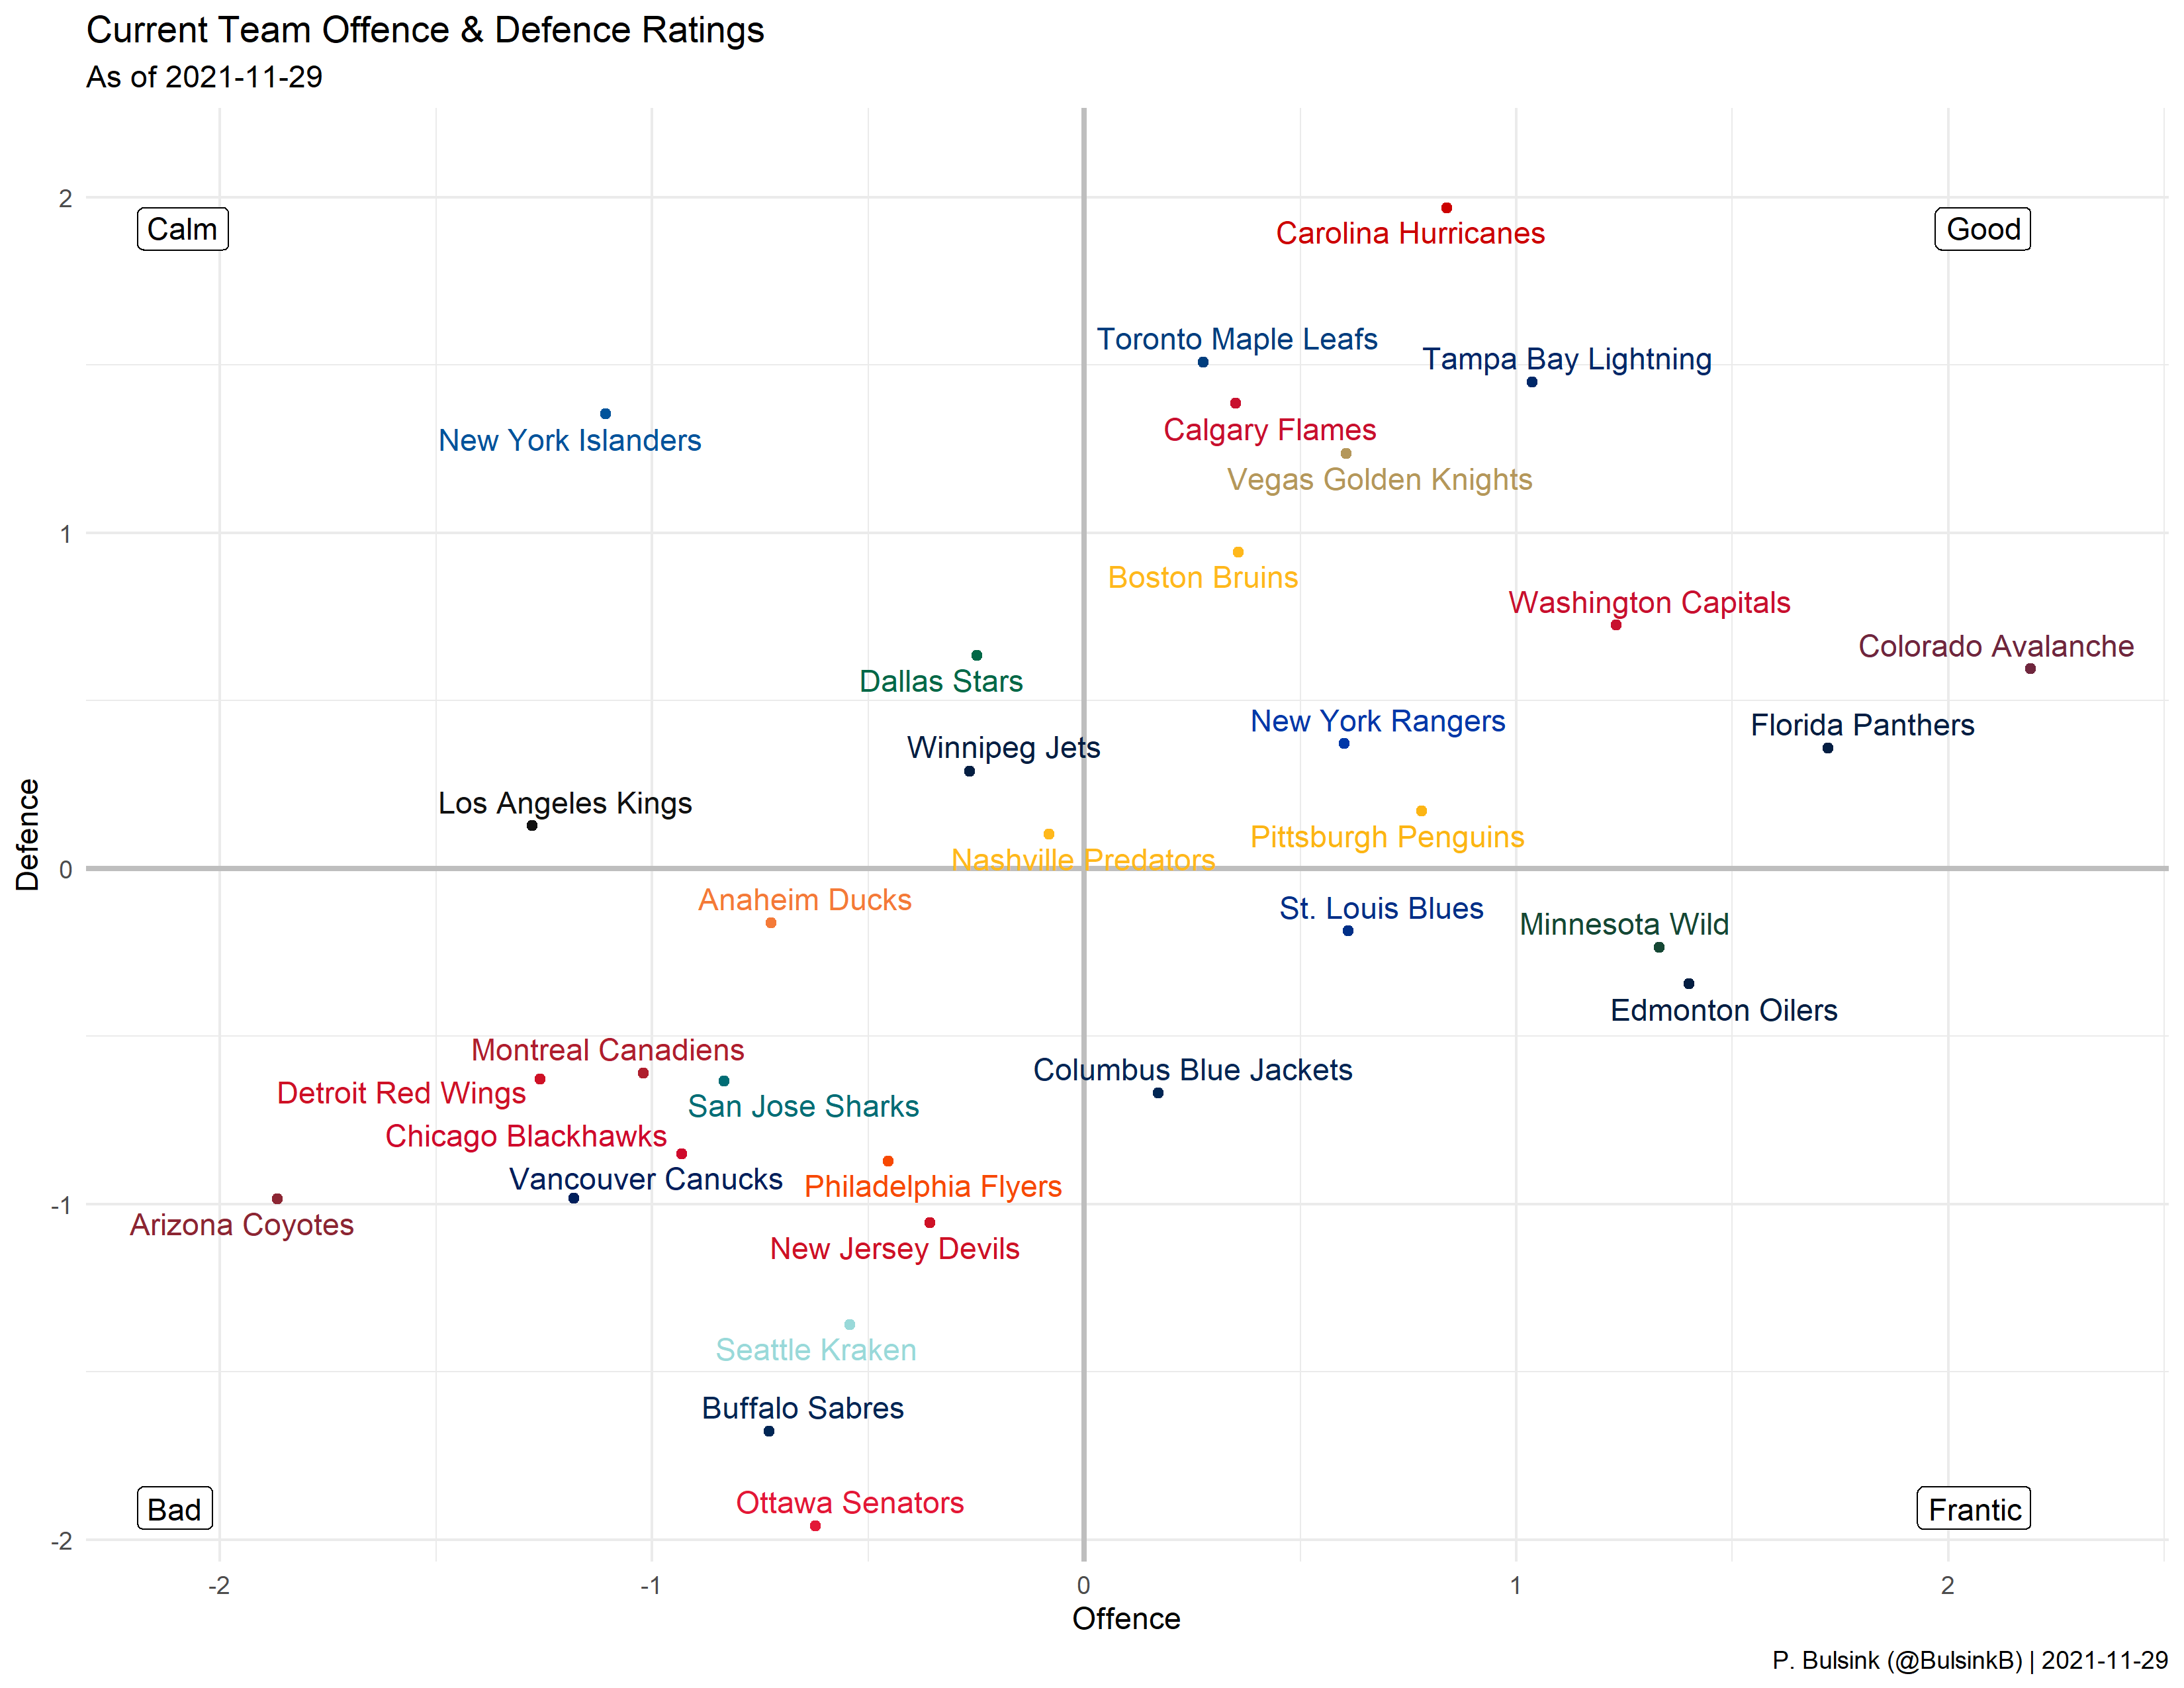 Current Team Offence & Defence Ratings
As of 2021-11-29
2
Calm
Carolina Hurricanes
Good
Toronto Maple Leafs
Tampa Bay Lightning
New York Islanders
Calgary Flames
Vegas Golden Knights
1
Boston Bruins
Washington Capitals
Colorado Avalanche
Dallas Stars
New York Rangers
Florida Panthers
Winnipeg Jets
Los Angeles Kings
Pittsburgh Penguins
Defence
Nashville Predators
0
Anaheim Ducks
St. Louis Blues
Minnesota Wild
Edmonton Oilers
Montreal Canadiens
Columbus Blue Jackets
Detroit Red Wings
San Jose Sharks
Chicago Blackhawks
Vancouver Canucks
Philadelphia Flyers
-1
Arizona Coyotes
New Jersey Devils
Seattle Kraken
Buffalo Sabres
Ottawa Senators
Bad
Frantic
-2
-2 -1 0 1 2
Offence
P. Bulsink (@BulsinkB) | 2021-11-29